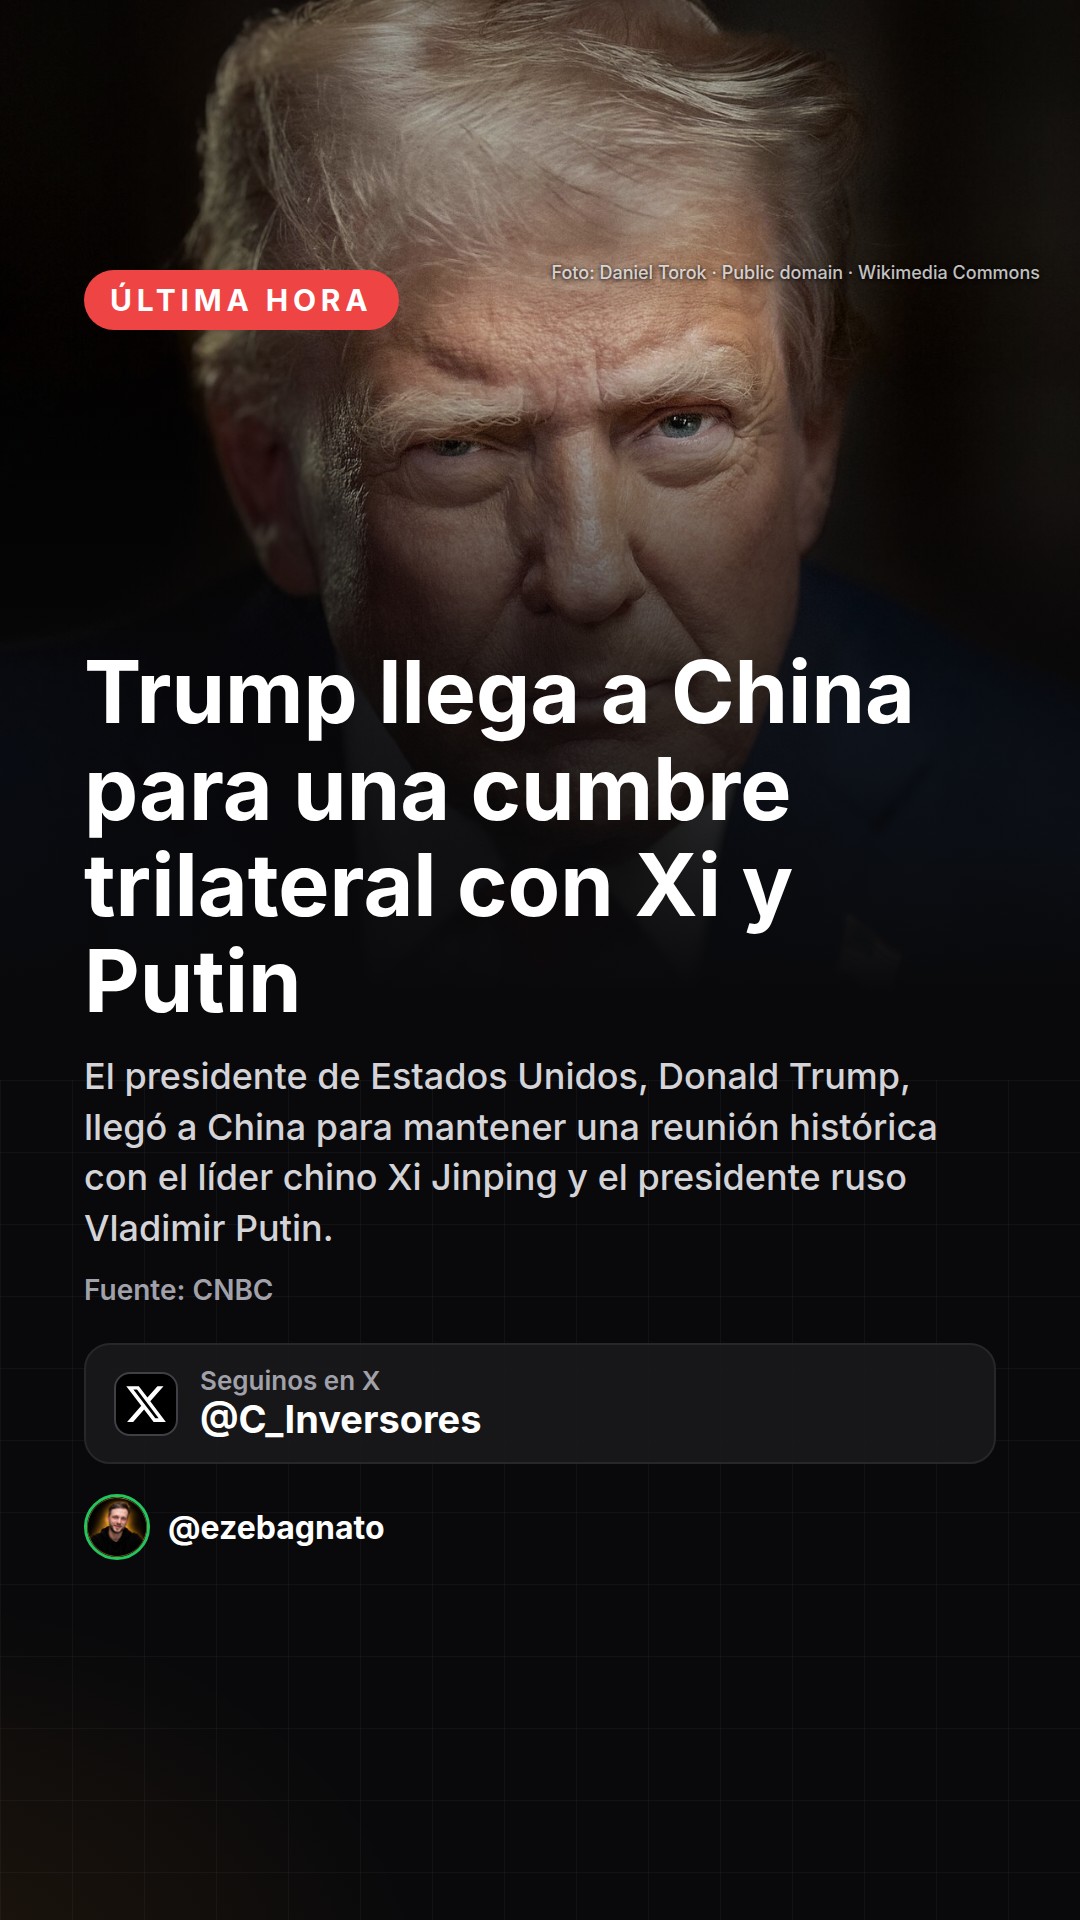 Foto: Daniel Torok · Public domain · Wikimedia Commons
ÚLTIMA HORA
Trump llega a China
para una cumbre
trilateral con Xi y
Putin
El presidente de Estados Unidos, Donald Trump,
llegó a China para mantener una reunión histórica
con el líder chino Xi Jinping y el presidente ruso
Vladimir Putin.
Fuente: CNBC
Seguinos en X
@C_Inversores
@ezebagnato